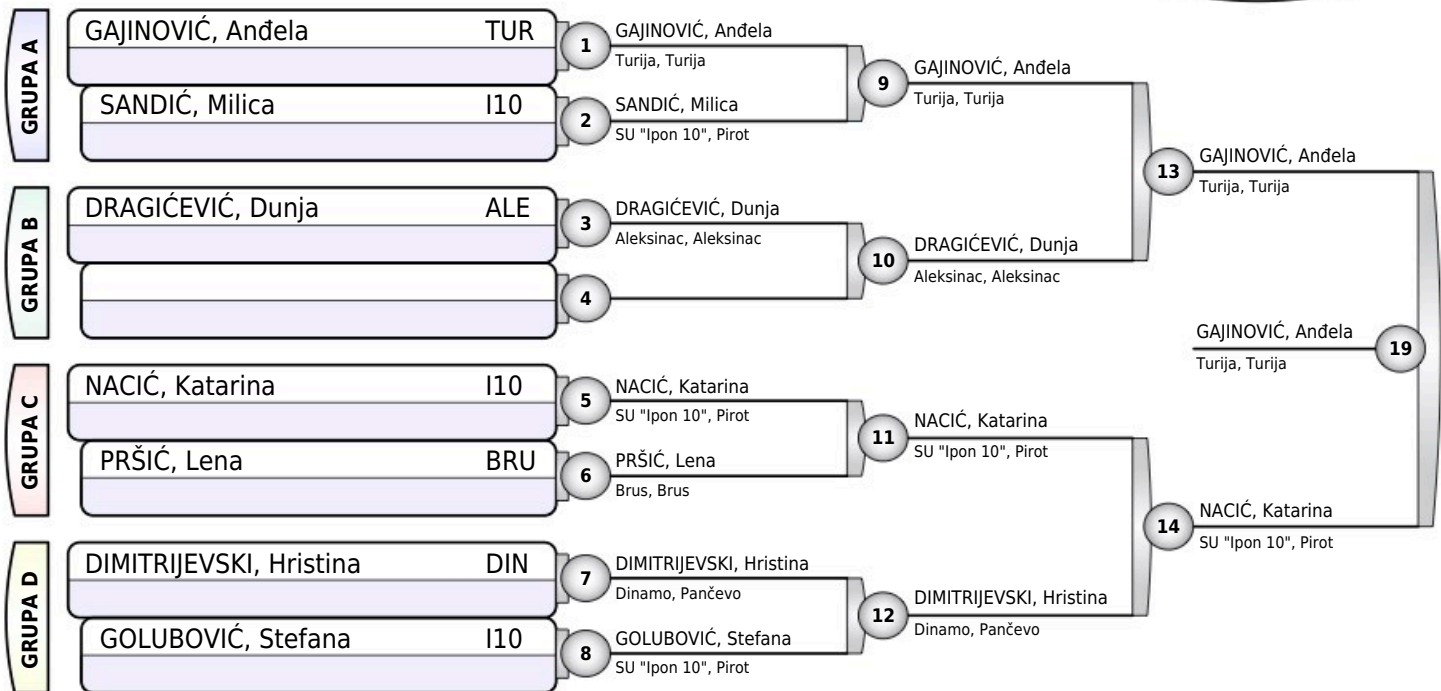 GRUPA A
GAJINOVIĆ, Anđela TUR
SANDIĆ, Milica I10
GRUPA B
DRAGIĆEVIĆ, Dunja ALE
GRUPA C
NACIĆ, Katarina I10
PRŠIĆ, Lena BRU
GRUPA D
DIMITRIJEVSKI, Hristina DIN
GOLUBOVIĆ, Stefana I10
1
GAJINOVIĆ, Anđela
Turija, Turija
2
SANDIĆ, Milica
SU "Ipon 10", Pirot
3
DRAGIĆEVIĆ, Dunja
Aleksinac, Aleksinac
4
5
NACIĆ, Katarina
SU "Ipon 10", Pirot
6
PRŠIĆ, Lena
Brus, Brus
7
DIMITRIJEVSKI, Hristina
Dinamo, Pančevo
8
GOLUBOVIĆ, Stefana
SU "Ipon 10", Pirot
9
GAJINOVIĆ, Anđela
Turija, Turija
10
DRAGIĆEVIĆ, Dunja
Aleksinac, Aleksinac
11
NACIĆ, Katarina
SU "Ipon 10", Pirot
12
DIMITRIJEVSKI, Hristina
Dinamo, Pančevo
13
GAJINOVIĆ, Anđela
Turija, Turija
14
NACIĆ, Katarina
SU "Ipon 10", Pirot
GAJINOVIĆ, Anđela
Turija, Turija
19